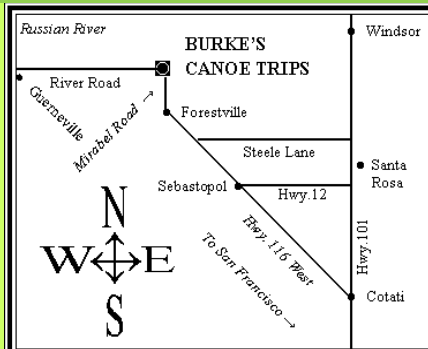 Russian River
Windsor
BURKE'S
CANOE TRIPS
River Road
Guerneville
Mirabel Road →
Forestville
Steele Lane
Santa
Rosa
Sebastopol
Hwy.12
Hwy. 116 West
Hwy.101
To San Francisco →
Cotati
N
W E
S